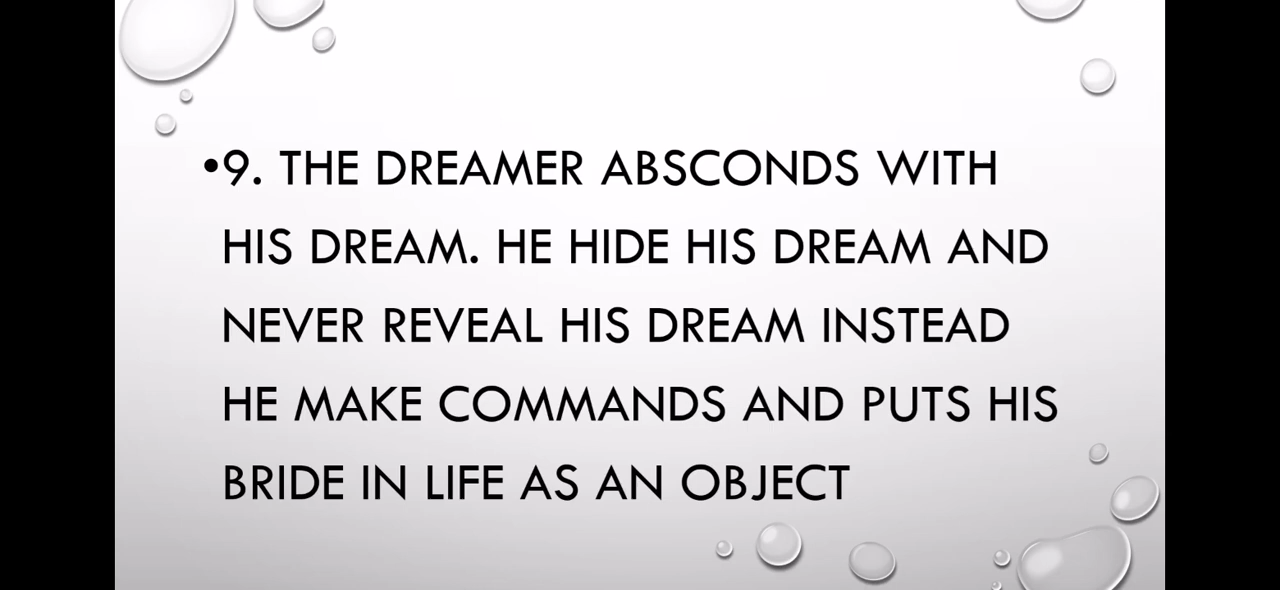 •9. THE DREAMER ABSCONDS WITH
HIS DREAM. HE HIDE HIS DREAM AND
NEVER REVEAL HIS DREAM INSTEAD
HE MAKE COMMANDS AND PUTS HIS
BRIDE IN LIFE AS AN OBJECT